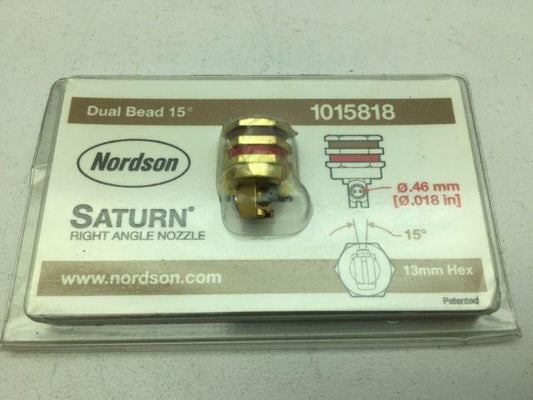 Dual Bead 15° 1015818
Nordson
SATURN®
RIGHT ANGLE NOZZLE
Ø.46 mm
[Ø.018 in]
15°
www.nordson.com 13mm Hex
Patented